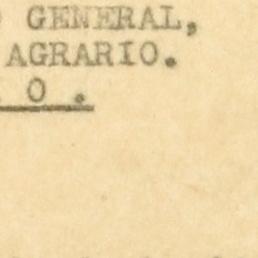 GENERAL,
AGRARIO.
O .